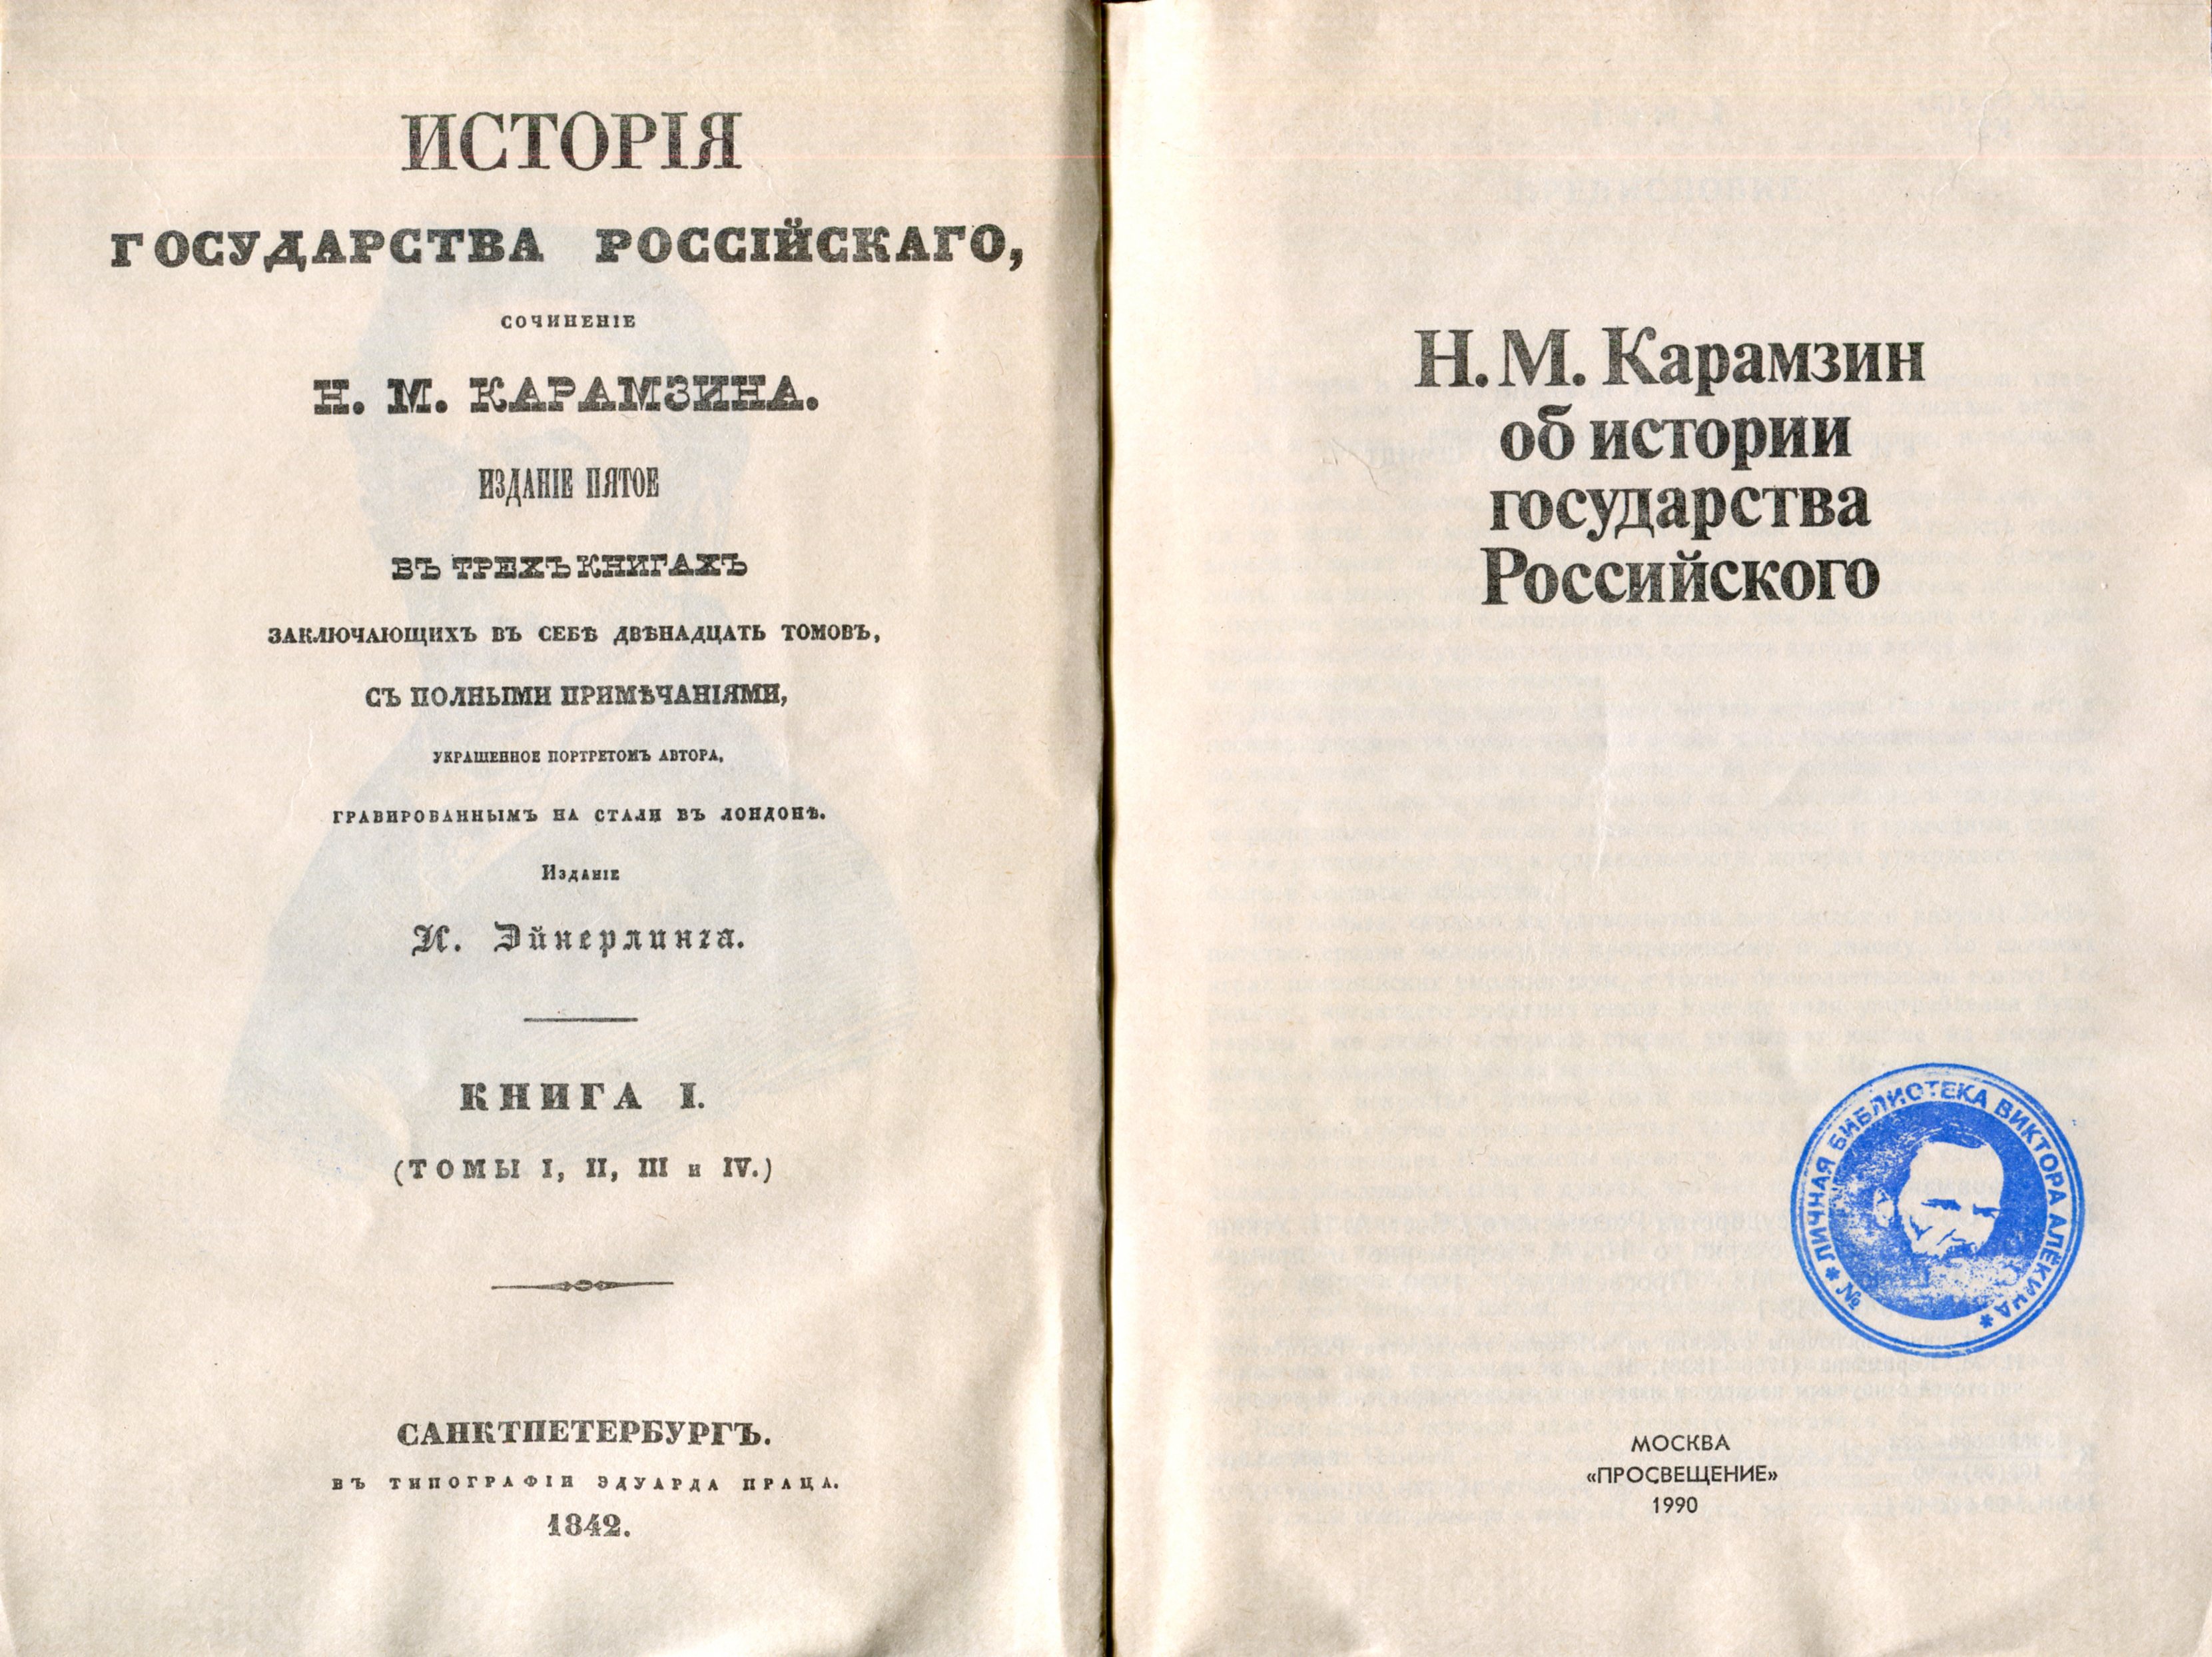 ИСТОРІЯ
ГОСУДАРСТВА РОССІЙСКАГО,
СОЧИНЕНІЕ
Н. М. КАРАМЗИНА.
ИЗДАНІЕ ПЯТОЕ
ВЪ ТРЕХЪ КНИГАХЪ
ЗАКЛЮЧАЮЩИХЪ ВЪ СЕБѢ ДВѢНАДЦАТЬ ТОМОВЪ,
СЪ ПОЛНЫМИ ПРИМѢЧАНІЯМИ,
УКРАШЕННОЕ ПОРТРЕТОМЪ АВТОРА,
ГРАВИРОВАННЫМЪ НА СТАЛИ ВЪ ЛОНДОНѢ.
Изданіе
И. Эйнерлинга.
КНИГА I.
(ТОМЫ I, II, III и IV.)
САНКТПЕТЕРБУРГЪ.
ВЪ ТИПОГРАФІИ ЭДУАРДА ПРАЦА.
1842.
Н. М. Карамзин
об истории
государства
Российского
№ * ЛИЧНАЯ БИБЛИОТЕКА ВИКТОРА АЛЁКИНА *
МОСКВА
«ПРОСВЕЩЕНИЕ»
1990